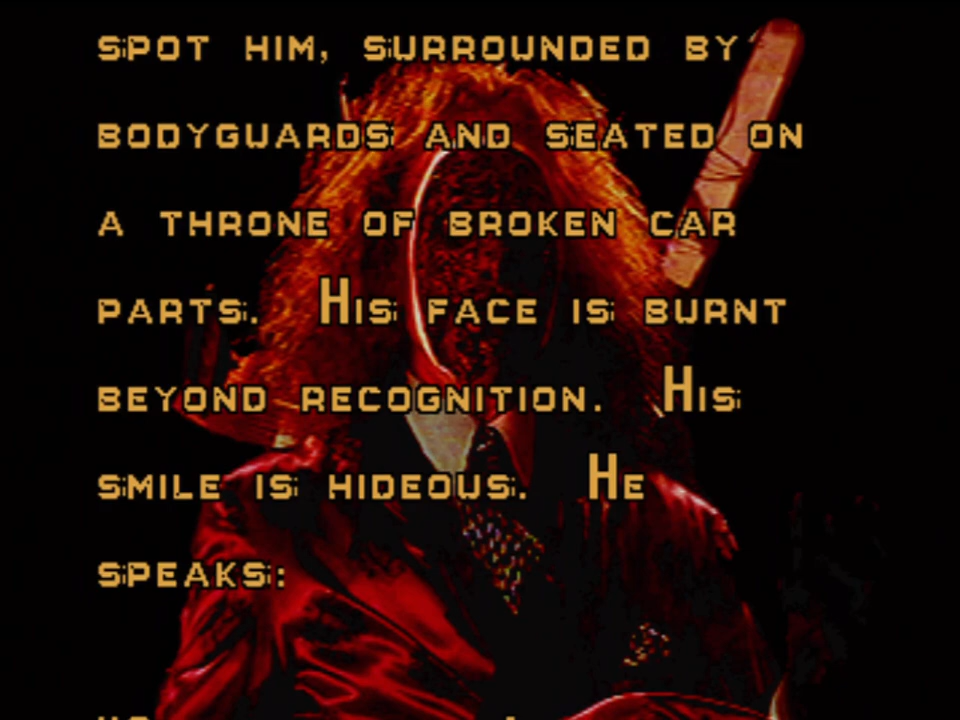 SPOT HIM, SURROUNDED BY
BODYGUARDS AND SEATED ON
A THRONE OF BROKEN CAR
PARTS. HIS FACE IS BURNT
BEYOND RECOGNITION. HIS
SMILE IS HIDEOUS. HE
SPEAKS: